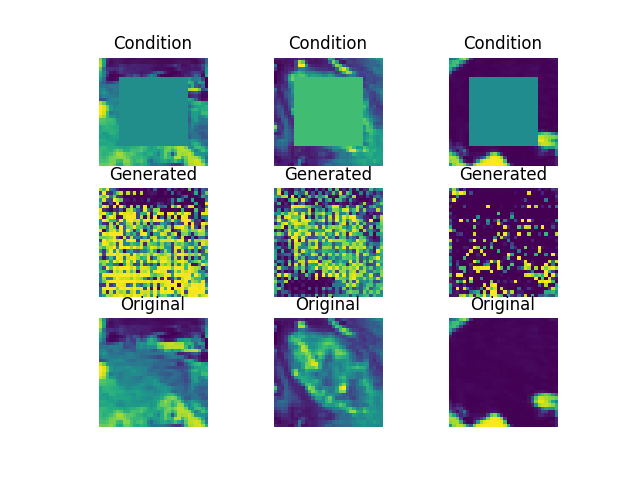 Condition Condition Condition
Generated Generated Generated
Original Original Original